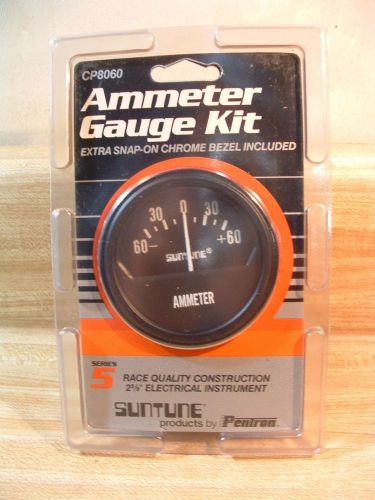 CP8060
Ammeter
Gauge Kit
EXTRA SNAP-ON CHROME BEZEL INCLUDED
30 0 30
60- +60
SUNTUNE®
AMMETER
SERIES
5
RACE QUALITY CONSTRUCTION
2⅝" ELECTRICAL INSTRUMENT
SUNTUNE®
products by Pentron®